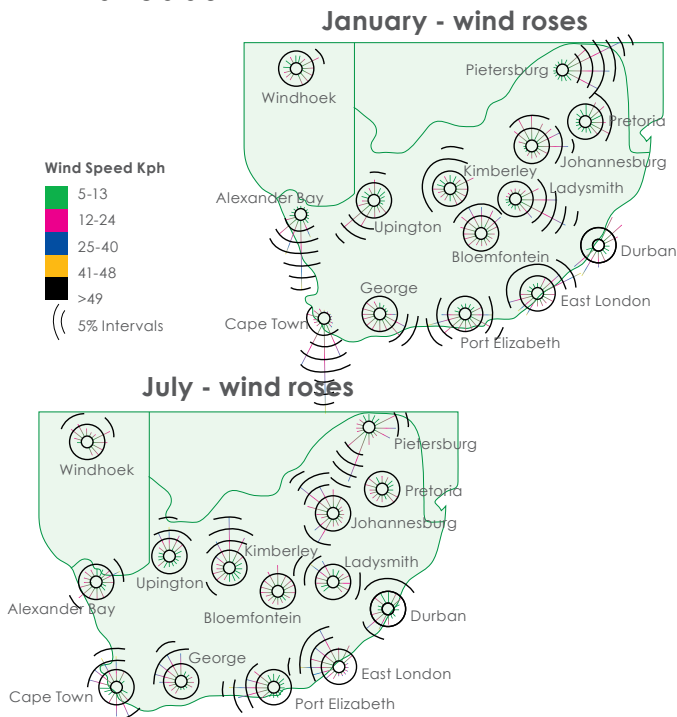 January - wind roses
Pietersburg
Windhoek
Pretoria
Johannesburg
Wind Speed Kph
5-13
12-24
25-40
41-48
>49
5% Intervals
Kimberley
Ladysmith
Alexander Bay
Upington
Bloemfontein
Durban
George
East London
Cape Town
Port Elizabeth
July - wind roses
Pietersburg
Windhoek
Pretoria
Johannesburg
Kimberley
Ladysmith
Upington
Alexander Bay
Bloemfontein
Durban
George
East London
Cape Town
Port Elizabeth